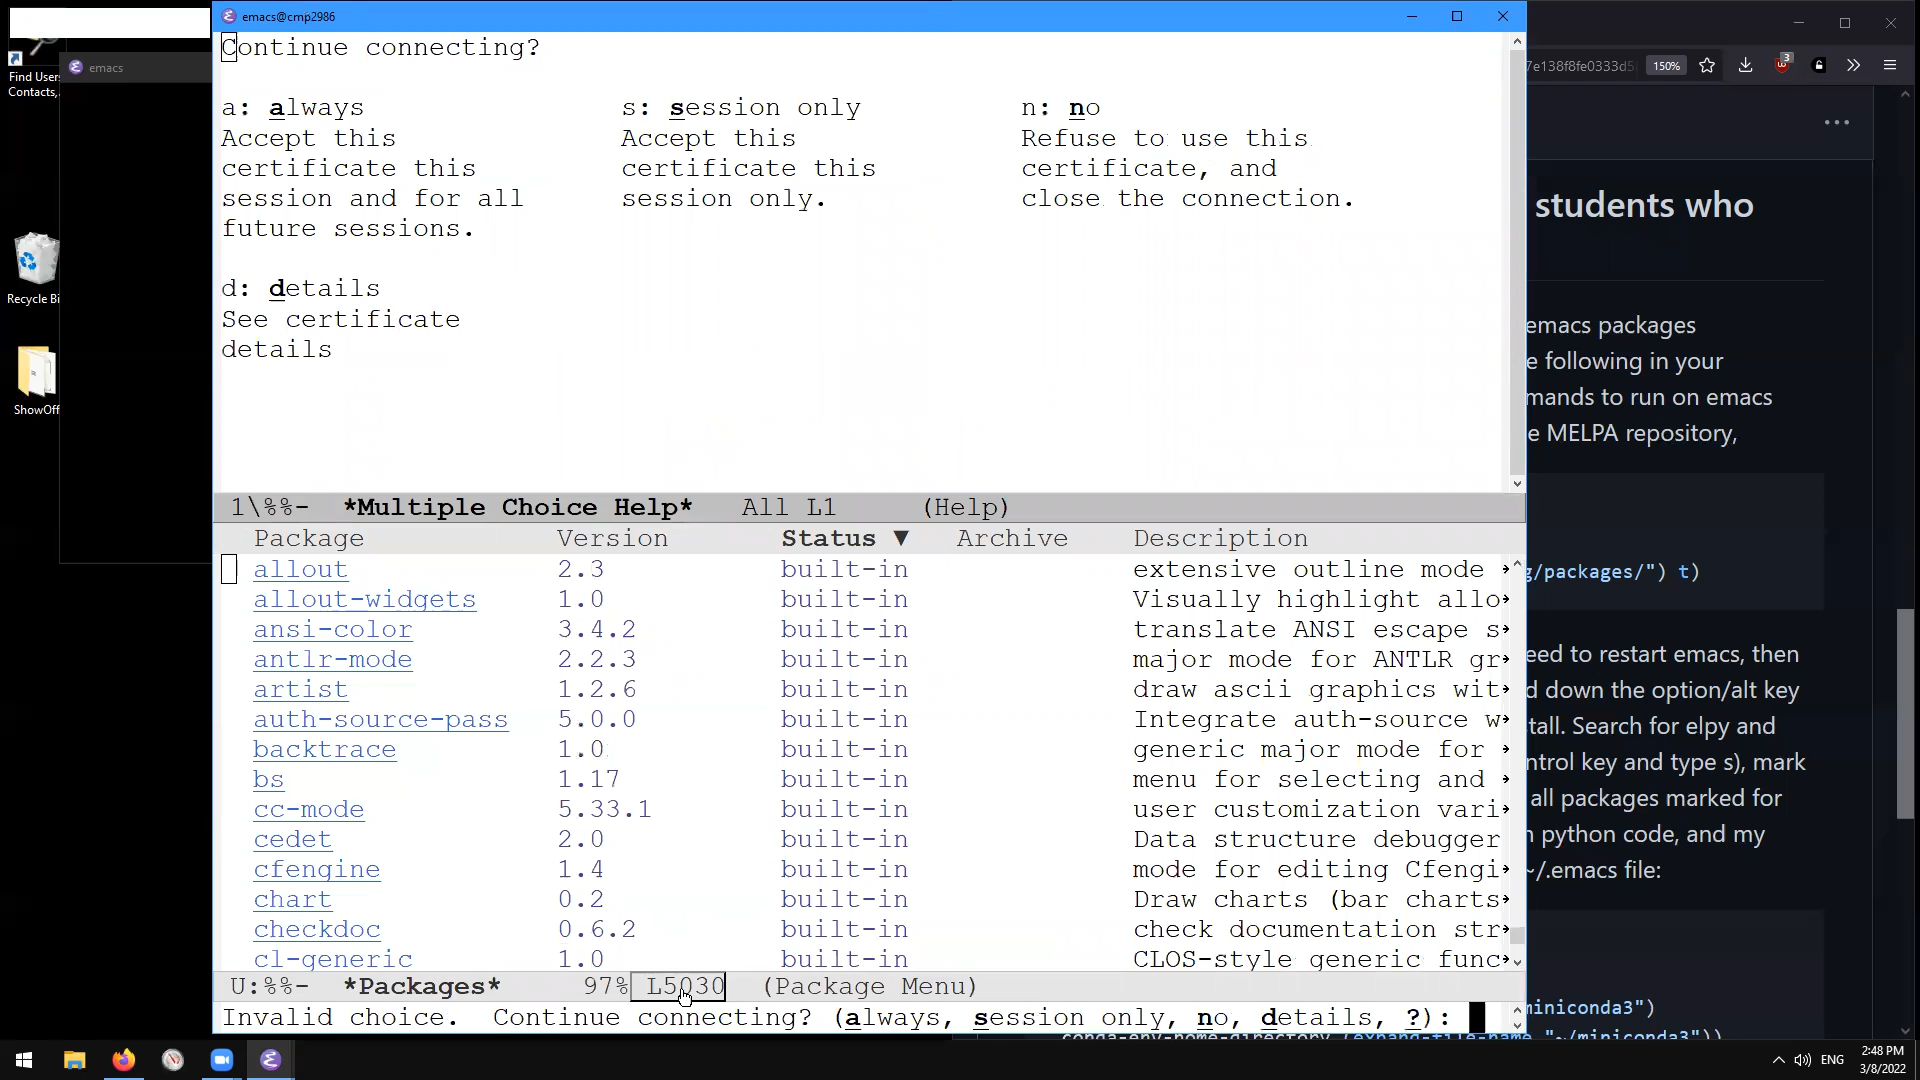 emacs@cmp2986
Find Users
Contacts,
emacs
Recycle Bi
ShowOff
Continue connecting?
a: always
s: session only
n: no
Accept this
Accept this
Refuse to use this
certificate this
certificate this
certificate, and
session and for all
session only.
close the connection.
future sessions.
d: details
See certificate
details
1\%%-  *Multiple Choice Help*  All L1  (Help)
Package Version Status ▼ Archive Description
allout 2.3 built-in extensive outline mode
allout-widgets 1.0 built-in Visually highlight allo
ansi-color 3.4.2 built-in translate ANSI escape s
antlr-mode 2.2.3 built-in major mode for ANTLR gr
artist 1.2.6 built-in draw ascii graphics wit
auth-source-pass 5.0.0 built-in Integrate auth-source w
backtrace 1.0 built-in generic major mode for
bs 1.17 built-in menu for selecting and
cc-mode 5.33.1 built-in user customization vari
cedet 2.0 built-in Data structure debugger
cfengine 1.4 built-in mode for editing Cfengi
chart 0.2 built-in Draw charts (bar charts
checkdoc 0.6.2 built-in check documentation str
cl-generic 1.0 built-in CLOS-style generic func
U:%%-  *Packages*  97% L5030  (Package Menu)
Invalid choice.  Continue connecting? (always, session only, no, details, ?):
7e138f8fe0333d5
150%
3
students who
emacs packages
e following in your
mands to run on emacs
e MELPA repository,
g/packages/") t)
eed to restart emacs, then
d down the option/alt key
tall. Search for elpy and
ntrol key and type s), mark
all packages marked for
n python code, and my
~/.emacs file:
miniconda3")
conda-env-home-directory (expand-file-name "~/miniconda3"))
ENG
2:48 PM
3/8/2022